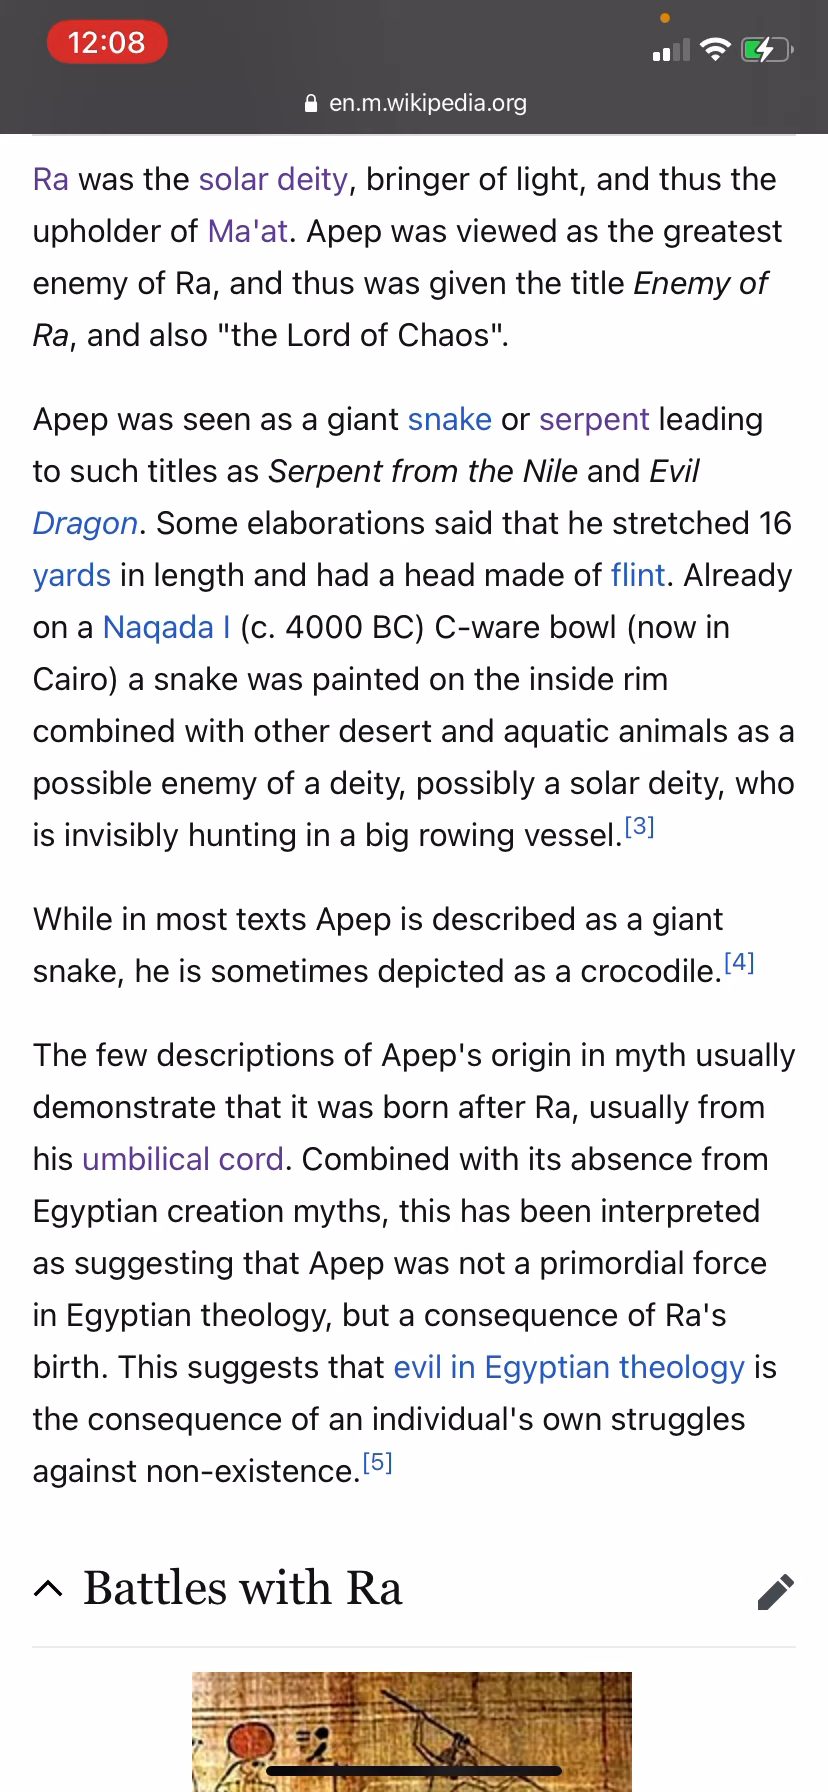 12:08
en.m.wikipedia.org
Ra was the solar deity, bringer of light, and thus the
upholder of Ma'at. Apep was viewed as the greatest
enemy of Ra, and thus was given the title Enemy of
Ra, and also "the Lord of Chaos".
Apep was seen as a giant snake or serpent leading
to such titles as Serpent from the Nile and Evil
Dragon. Some elaborations said that he stretched 16
yards in length and had a head made of flint. Already
on a Naqada I (c. 4000 BC) C-ware bowl (now in
Cairo) a snake was painted on the inside rim
combined with other desert and aquatic animals as a
possible enemy of a deity, possibly a solar deity, who
is invisibly hunting in a big rowing vessel.[3]
While in most texts Apep is described as a giant
snake, he is sometimes depicted as a crocodile.[4]
The few descriptions of Apep's origin in myth usually
demonstrate that it was born after Ra, usually from
his umbilical cord. Combined with its absence from
Egyptian creation myths, this has been interpreted
as suggesting that Apep was not a primordial force
in Egyptian theology, but a consequence of Ra's
birth. This suggests that evil in Egyptian theology is
the consequence of an individual's own struggles
against non-existence.[5]
Battles with Ra